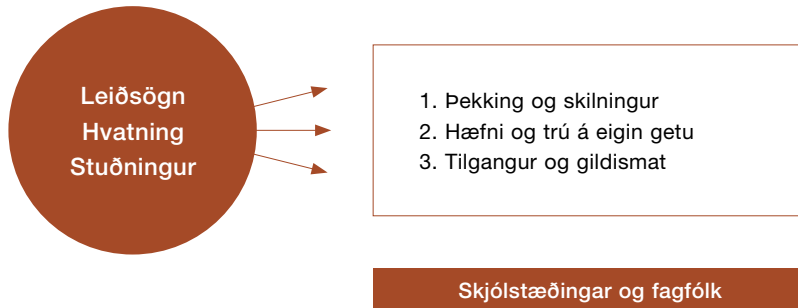 Leiðsögn
Hvatning
Stuðningur
1. Þekking og skilningur
2. Hæfni og trú á eigin getu
3. Tilgangur og gildismat
Skjólstæðingar og fagfólk